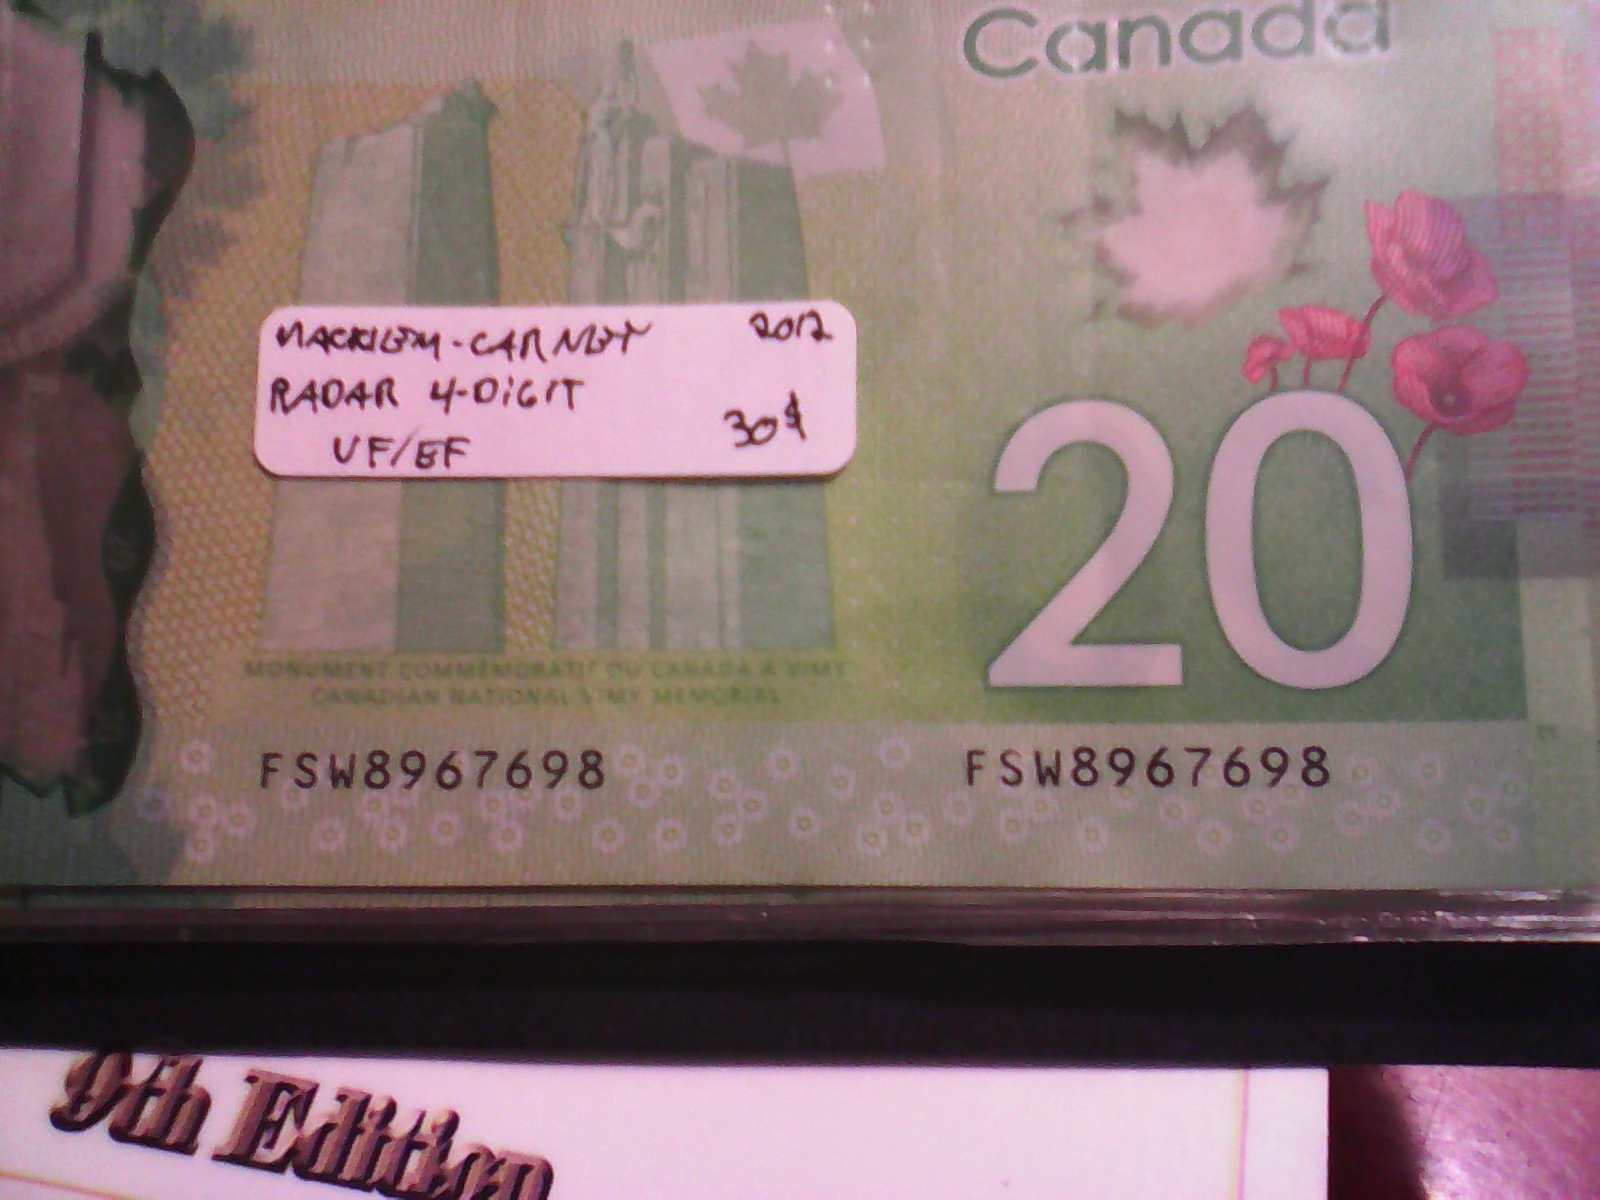 Canada
MACKLEM-CARNEY 2012
RADAR 4-DIGIT
VF/EF 30$
20
MONUMENT COMMÉMORATIF DU CANADA À VIMY
CANADIAN NATIONAL VIMY MEMORIAL
FSW8967698 FSW8967698
9th Edition